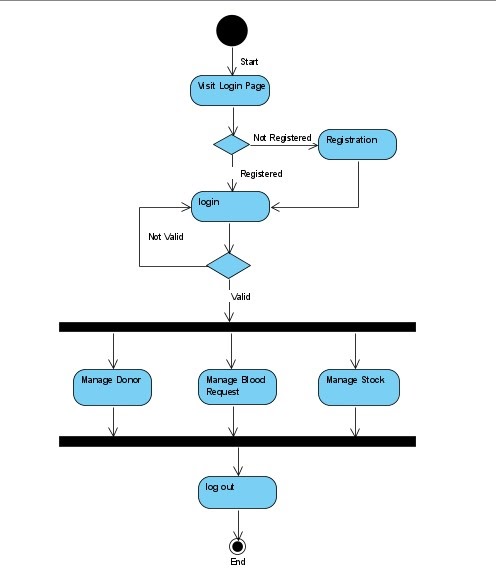 Start
Visit Login Page
Not Registered
Registration
Registered
login
Not Valid
Valid
Manage Donor
Manage Blood
Request
Manage Stock
log out
End